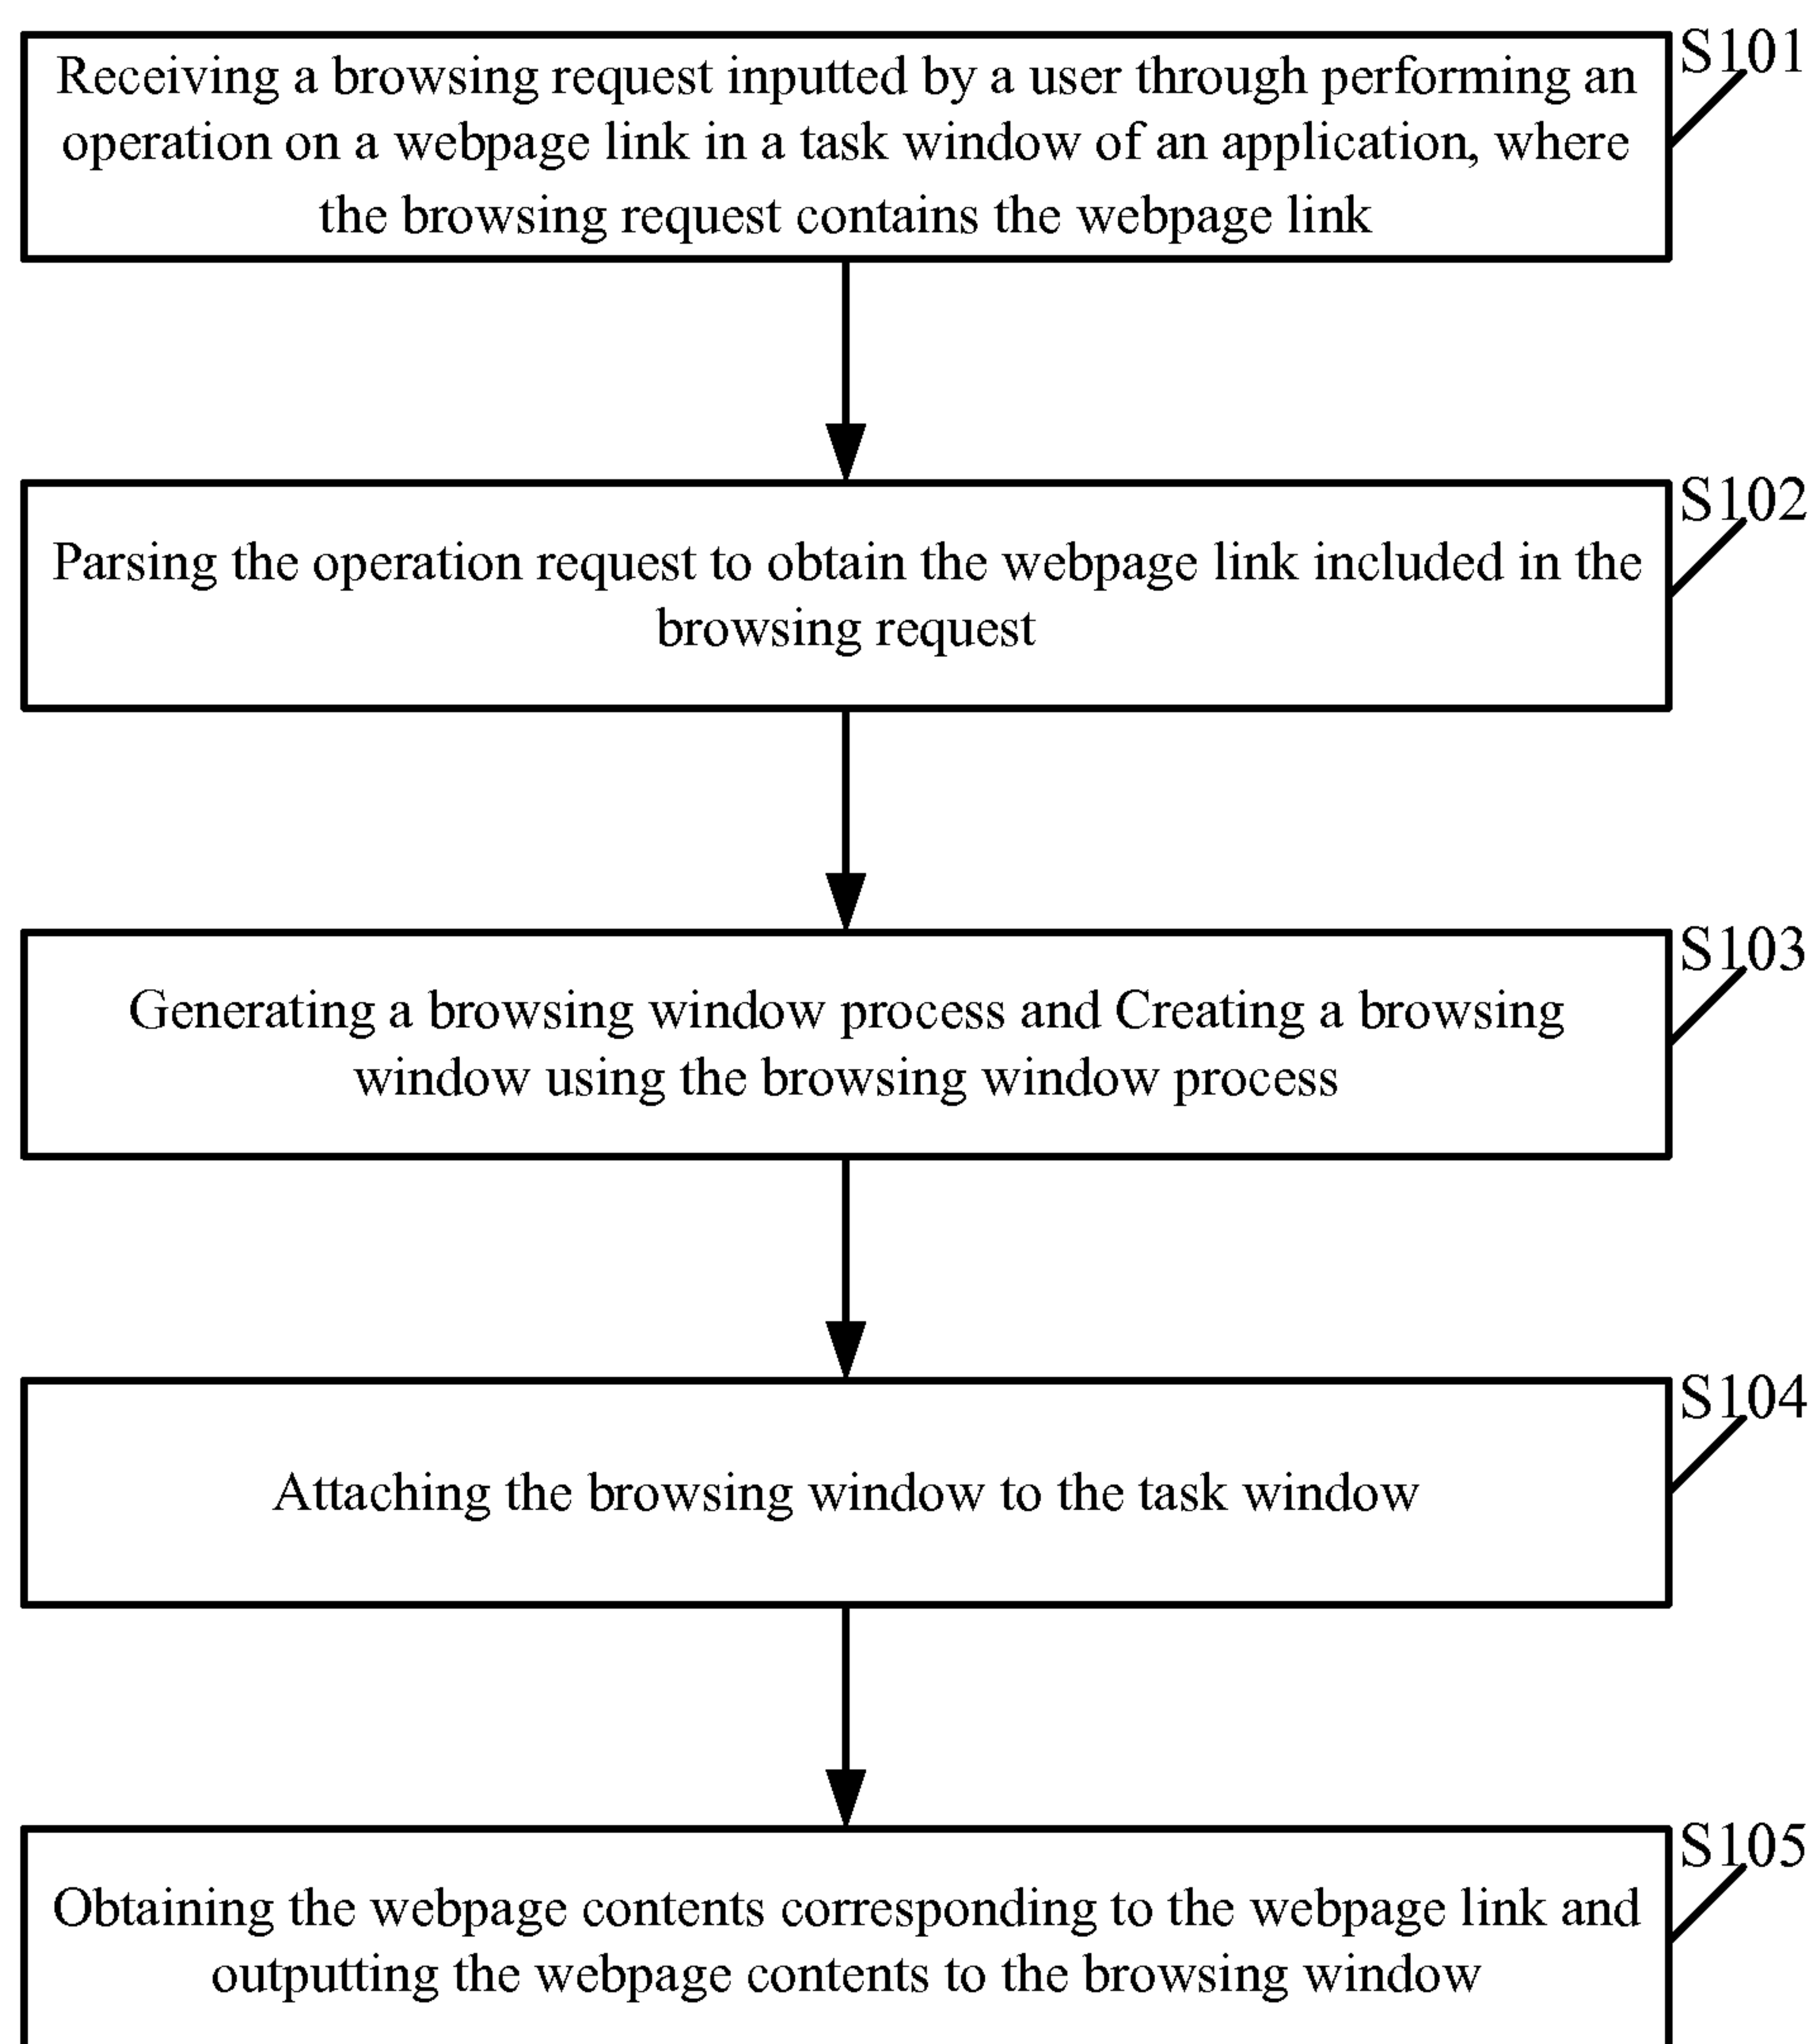 S101
Receiving a browsing request inputted by a user through performing an
operation on a webpage link in a task window of an application, where
the browsing request contains the webpage link
S102
Parsing the operation request to obtain the webpage link included in the
browsing request
S103
Generating a browsing window process and Creating a browsing
window using the browsing window process
S104
Attaching the browsing window to the task window
S105
Obtaining the webpage contents corresponding to the webpage link and
outputting the webpage contents to the browsing window